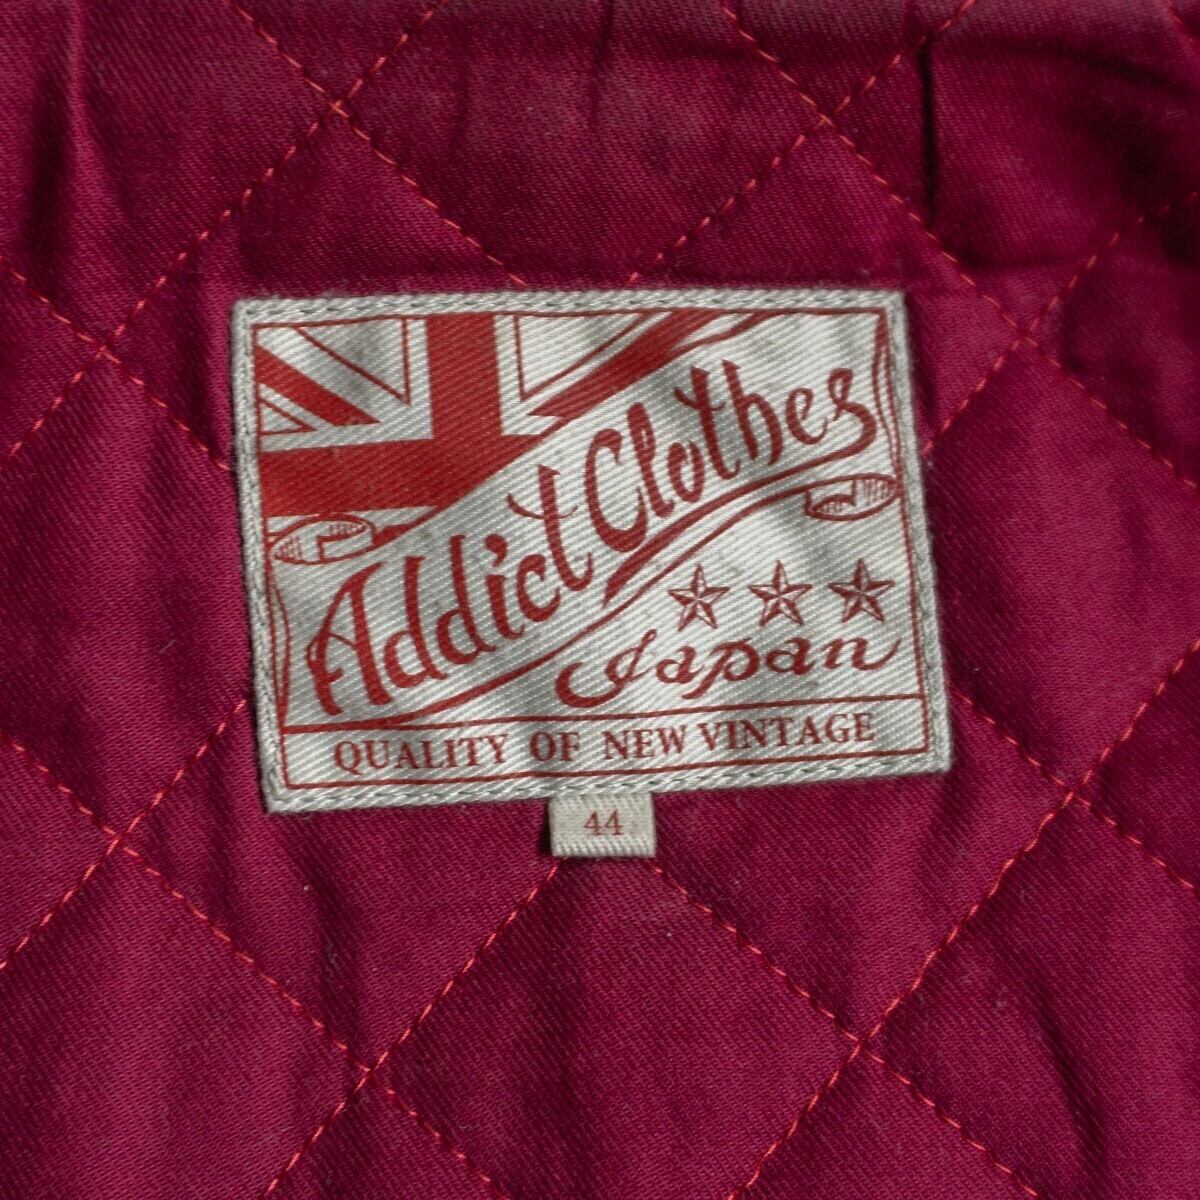 Addict Clothes
Japan
QUALITY OF NEW VINTAGE
44